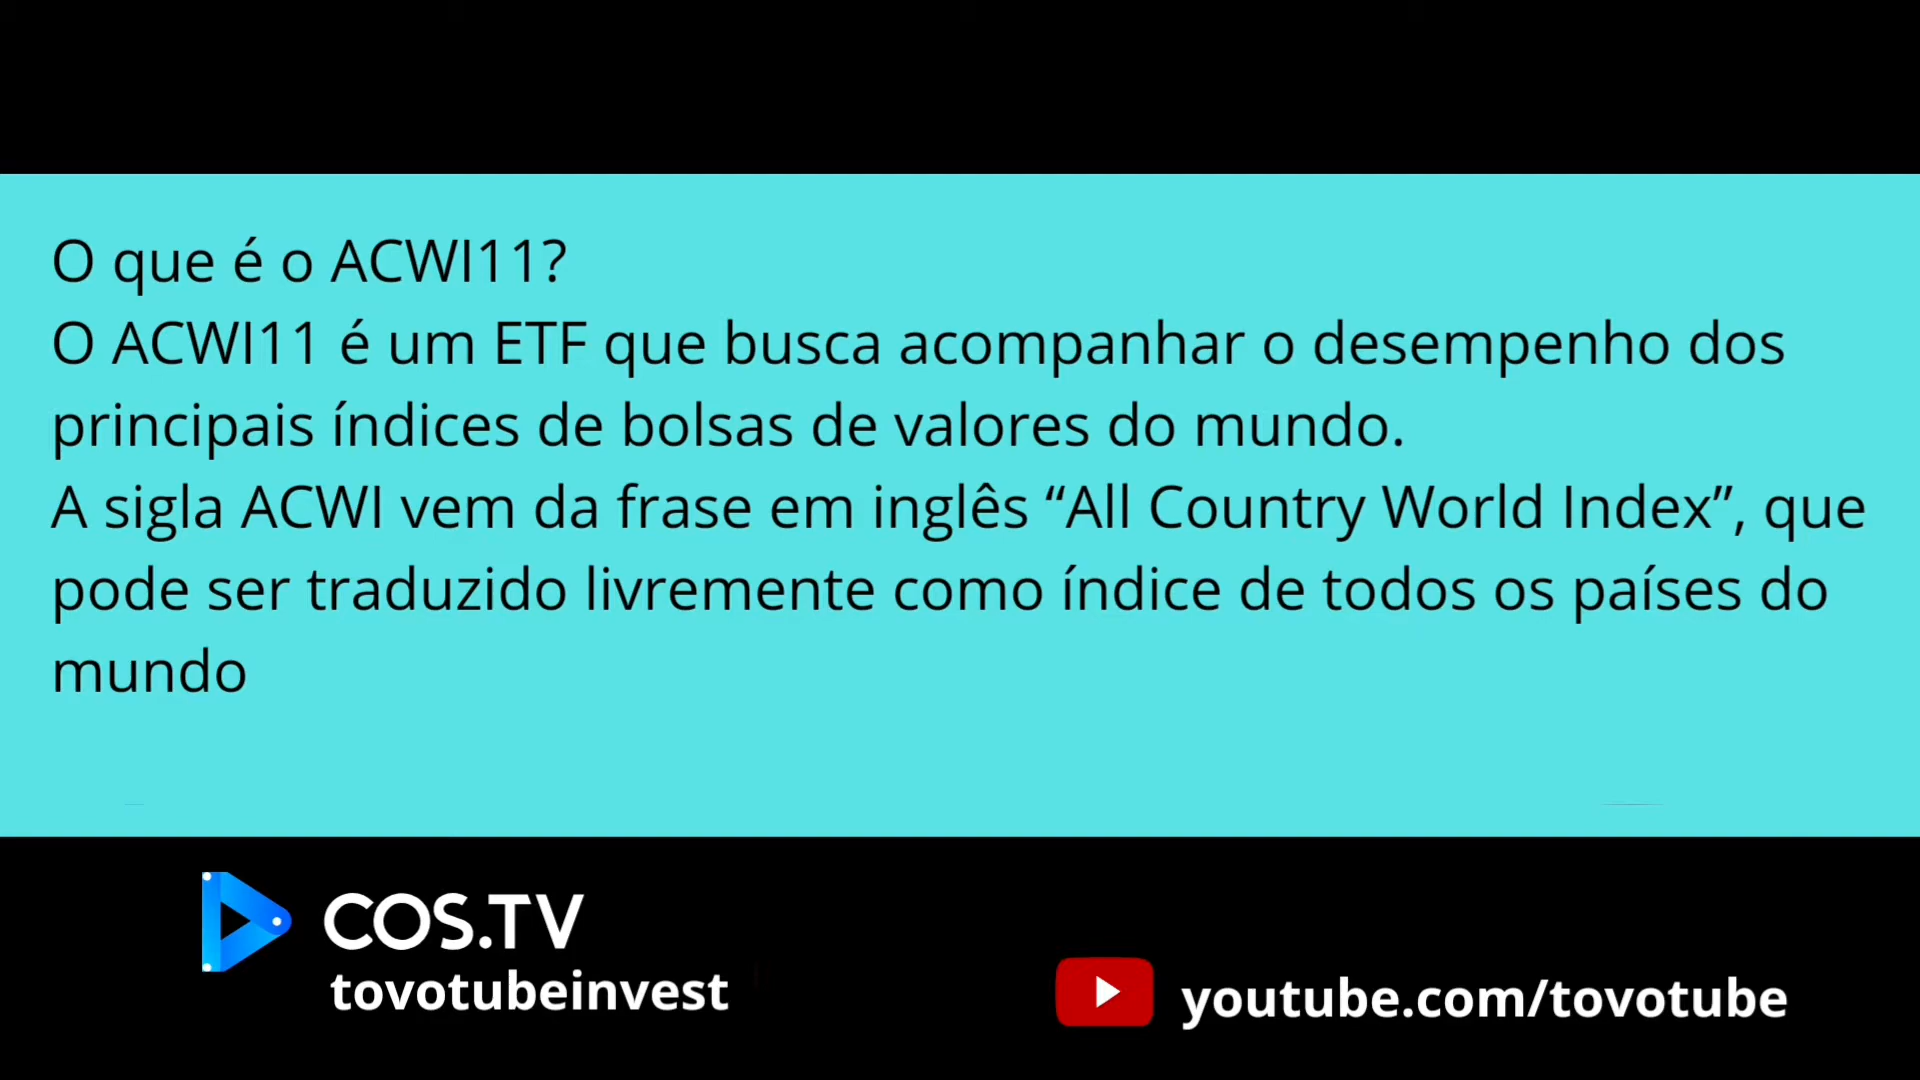 O que é o ACWI11?
O ACWI11 é um ETF que busca acompanhar o desempenho dos
principais índices de bolsas de valores do mundo.
A sigla ACWI vem da frase em inglês “All Country World Index”, que
pode ser traduzido livremente como índice de todos os países do
mundo
COS.TV
tovotubeinvest
youtube.com/tovotube